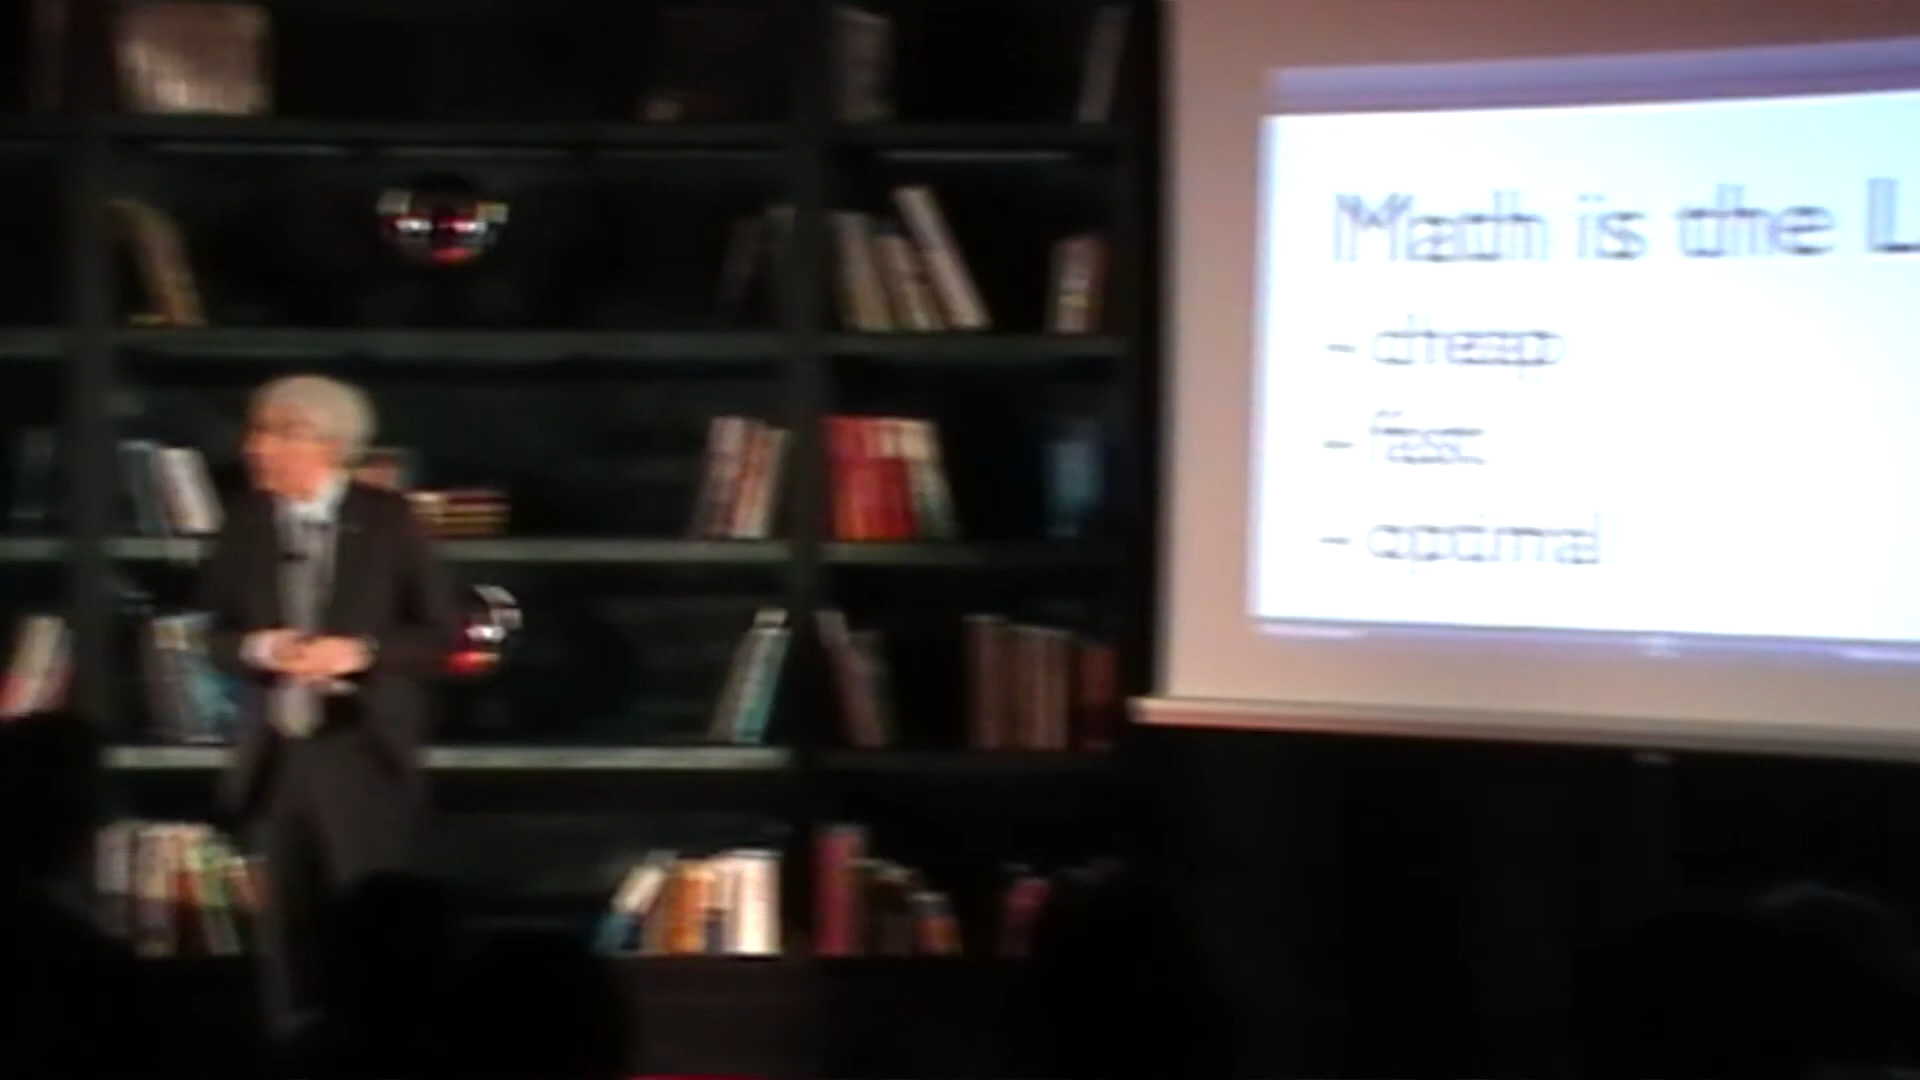 Math is the L
- cheap
- fast
- optimal